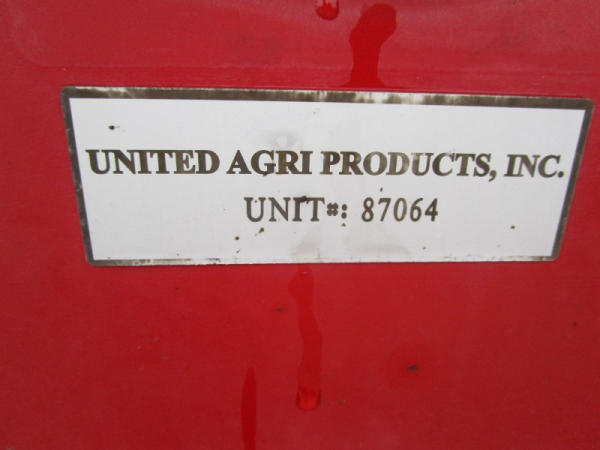 UNITED AGRI PRODUCTS, INC.
UNIT#: 87064